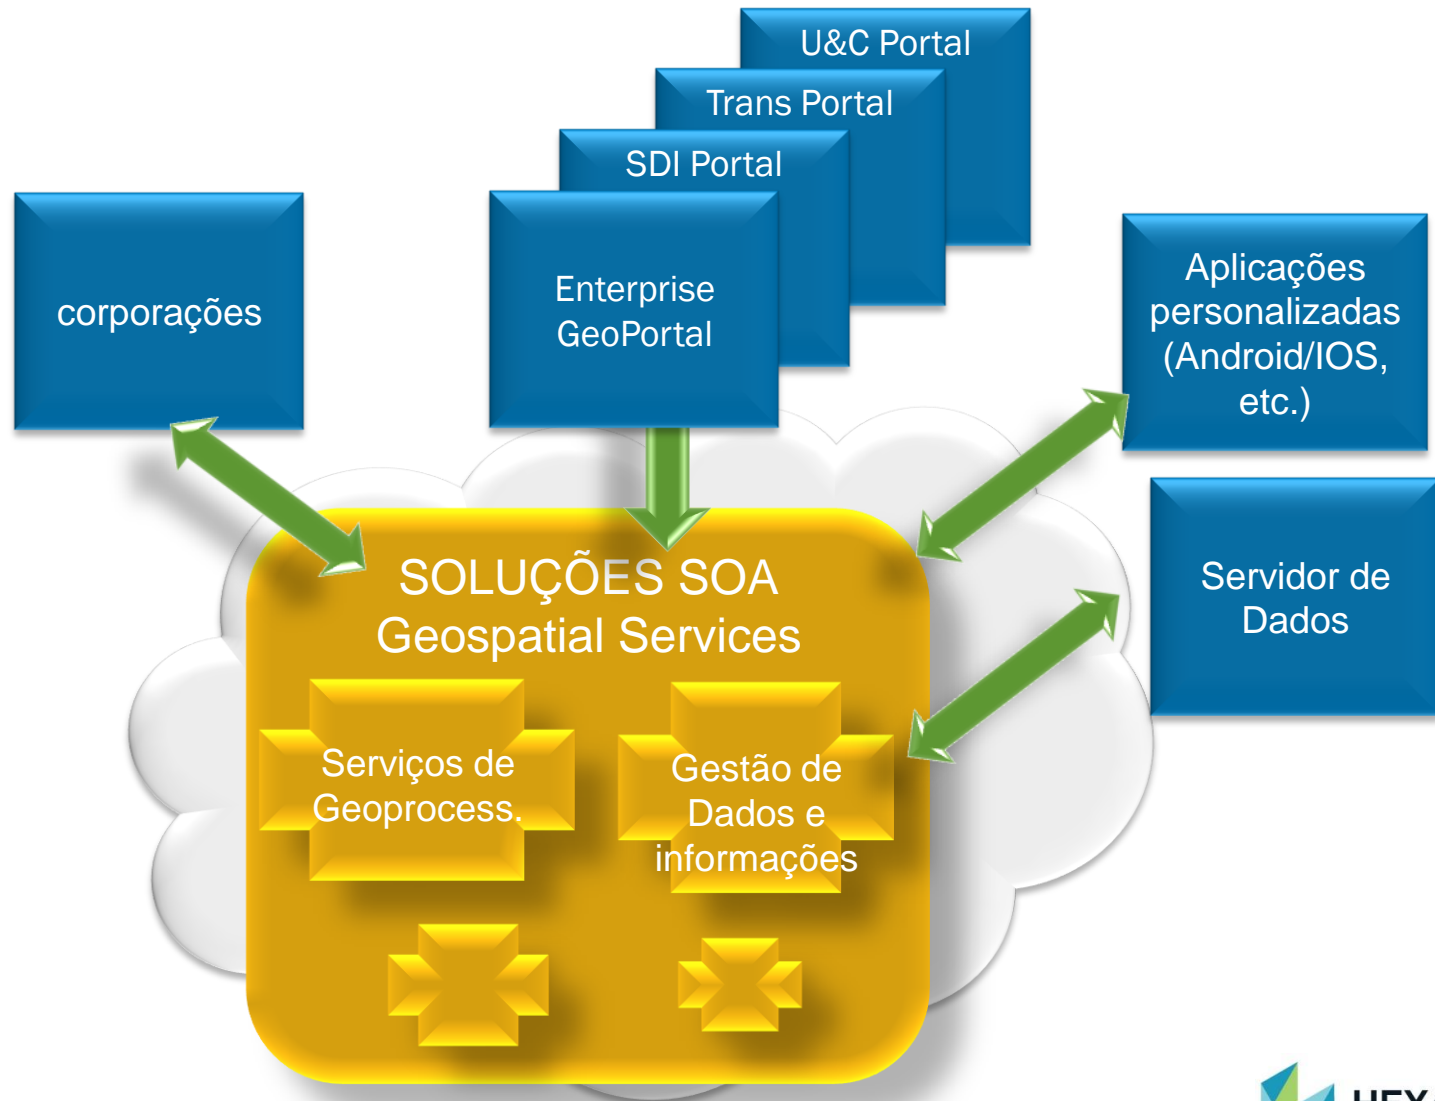 U&C Portal
Trans Portal
SDI Portal
Enterprise
GeoPortal
corporações
Aplicações
personalizadas
(Android/IOS,
etc.)
Servidor de
Dados
SOLUÇÕES SOA
Geospatial Services
Serviços de
Geoprocess.
Gestão de
Dados e
informações